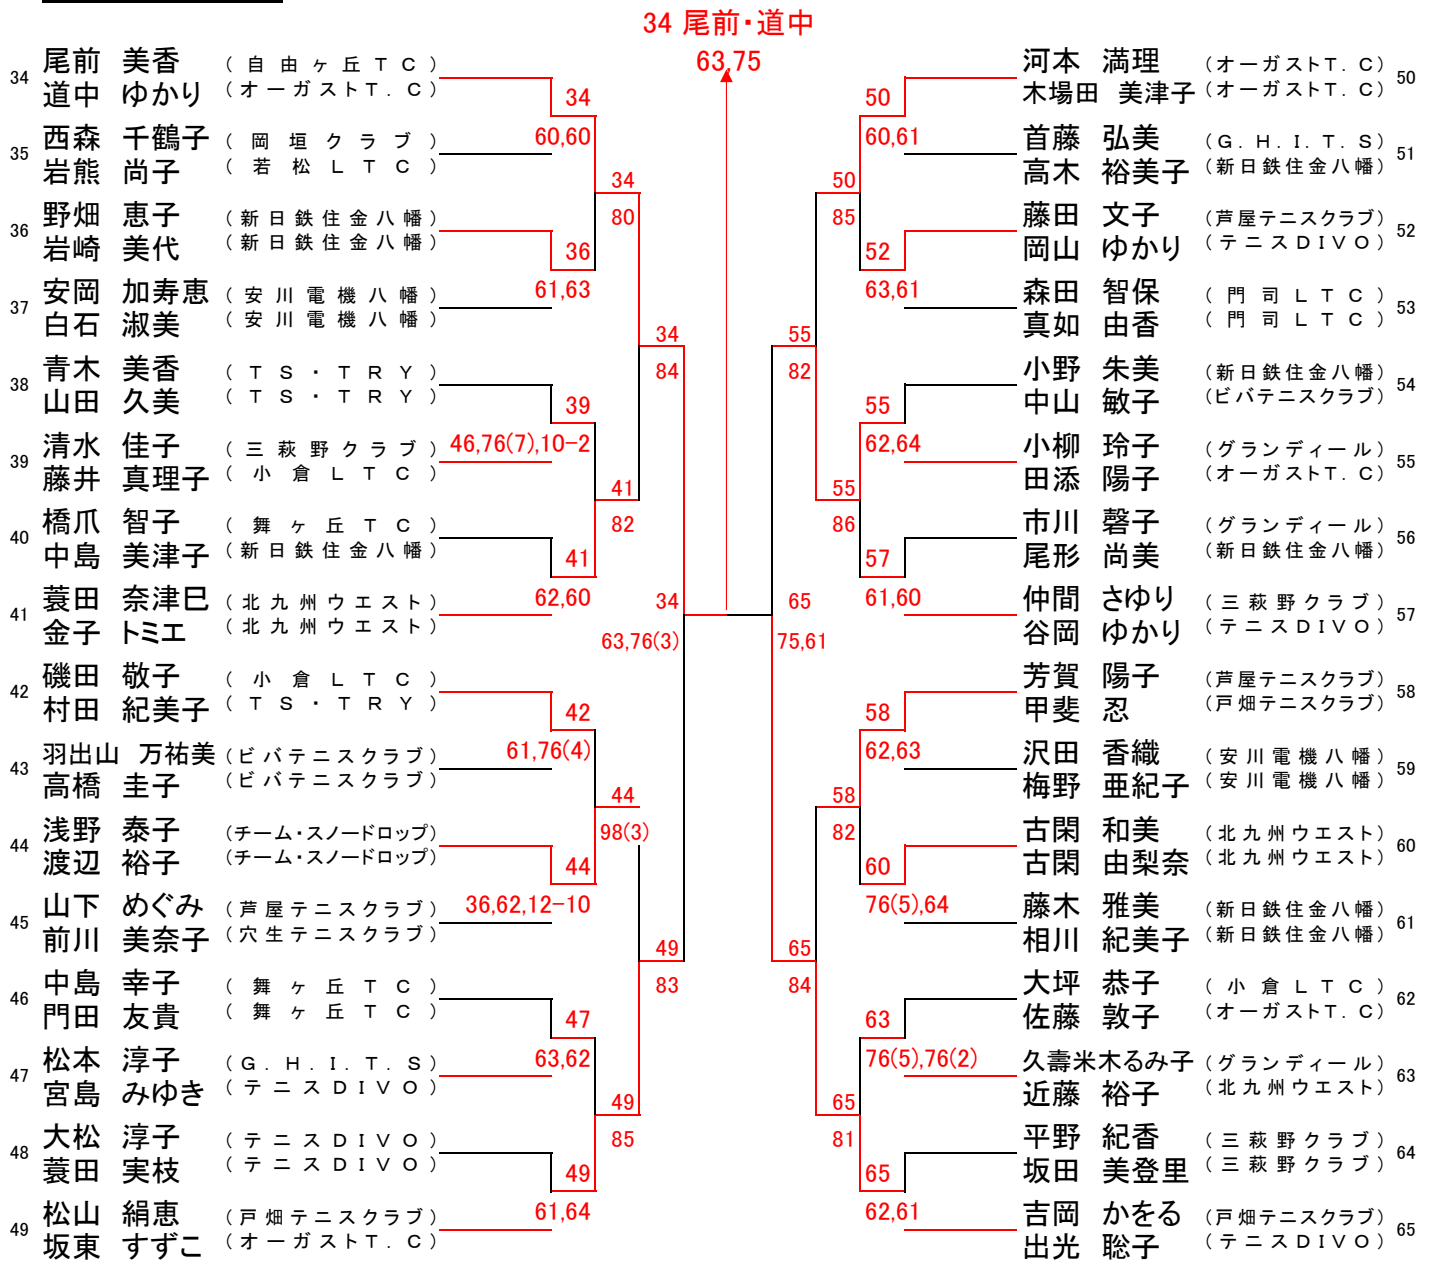 34 尾前・道中
63,75
34 尾前 美香 (自由ヶ丘TC)
道中 ゆかり (オーガストT.C)
34
60,60
35 西森 千鶴子 (岡垣クラブ)
岩熊 尚子 (若松LTC)
34
80
36 野畑 恵子 (新日鉄住金八幡)
岩崎 美代 (新日鉄住金八幡)
36
61,63
37 安岡 加寿恵 (安川電機八幡)
白石 淑美 (安川電機八幡)
34
84
38 青木 美香 (TS・TRY)
山田 久美 (TS・TRY)
39
46,76(7),10-2
39 清水 佳子 (三萩野クラブ)
藤井 真理子 (小倉LTC)
41
82
40 橋爪 智子 (舞ヶ丘TC)
中島 美津子 (新日鉄住金八幡)
41
62,60
41 蓑田 奈津巳 (北九州ウエスト)
金子 トミエ (北九州ウエスト)
34
63,76(3)
42 磯田 敬子 (小倉LTC)
村田 紀美子 (TS・TRY)
42
61,76(4)
43 羽出山 万祐美 (ビバテニスクラブ)
高橋 圭子 (ビバテニスクラブ)
44
98(3)
44 浅野 泰子 (チーム・スノードロップ)
渡辺 裕子 (チーム・スノードロップ)
44
36,62,12-10
45 山下 めぐみ (芦屋テニスクラブ)
前川 美奈子 (穴生テニスクラブ)
49
83
46 中島 幸子 (舞ヶ丘TC)
門田 友貴 (舞ヶ丘TC)
47
63,62
47 松本 淳子 (G.H.I.T.S)
宮島 みゆき (テニスDIVO)
49
85
48 大松 淳子 (テニスDIVO)
蓑田 実枝 (テニスDIVO)
49
61,64
49 松山 絹恵 (戸畑テニスクラブ)
坂東 すずこ (オーガストT.C)
河本 満理 (オーガストT.C) 50
木場田 美津子 (オーガストT.C)
50
60,61
首藤 弘美 (G.H.I.T.S) 51
高木 裕美子 (新日鉄住金八幡)
50
85
藤田 文子 (芦屋テニスクラブ) 52
岡山 ゆかり (テニスDIVO)
52
63,61
森田 智保 (門司LTC) 53
真如 由香 (門司LTC)
55
82
小野 朱美 (新日鉄住金八幡) 54
中山 敏子 (ビバテニスクラブ)
55
62,64
小柳 玲子 (グランディール) 55
田添 陽子 (オーガストT.C)
55
86
市川 磬子 (グランディール) 56
尾形 尚美 (新日鉄住金八幡)
57
61,60
仲間 さゆり (三萩野クラブ) 57
谷岡 ゆかり (テニスDIVO)
65
75,61
芳賀 陽子 (芦屋テニスクラブ) 58
甲斐 忍 (戸畑テニスクラブ)
58
62,63
沢田 香織 (安川電機八幡) 59
梅野 亜紀子 (安川電機八幡)
58
82
古閑 和美 (北九州ウエスト) 60
古閑 由梨奈 (北九州ウエスト)
60
76(5),64
藤木 雅美 (新日鉄住金八幡) 61
相川 紀美子 (新日鉄住金八幡)
65
84
大坪 恭子 (小倉LTC) 62
佐藤 敦子 (オーガストT.C)
63
76(5),76(2)
久壽米木るみ子 (グランディール) 63
近藤 裕子 (北九州ウエスト)
65
81
平野 紀香 (三萩野クラブ) 64
坂田 美登里 (三萩野クラブ)
65
62,61
吉岡 かをる (戸畑テニスクラブ) 65
出光 聡子 (テニスDIVO)